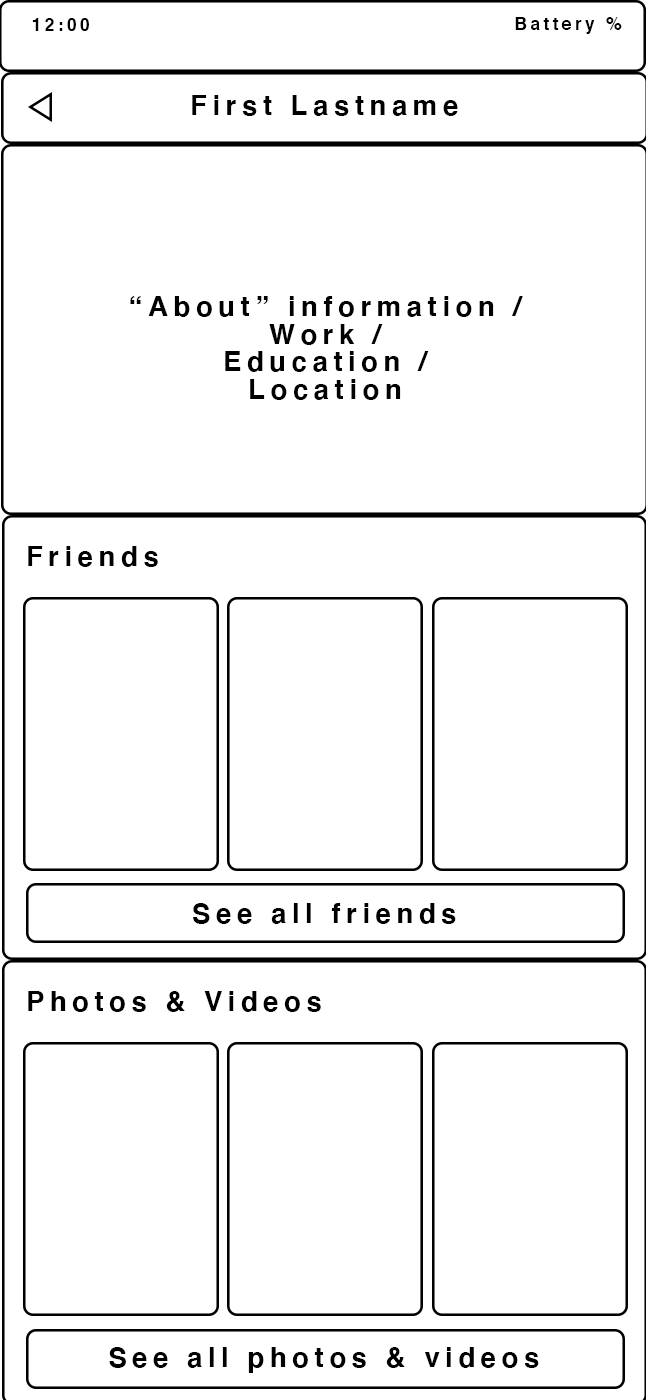 12:00
Battery %
First Lastname
“About” information /
Work /
Education /
Location
Friends
See all friends
Photos & Videos
See all photos & videos